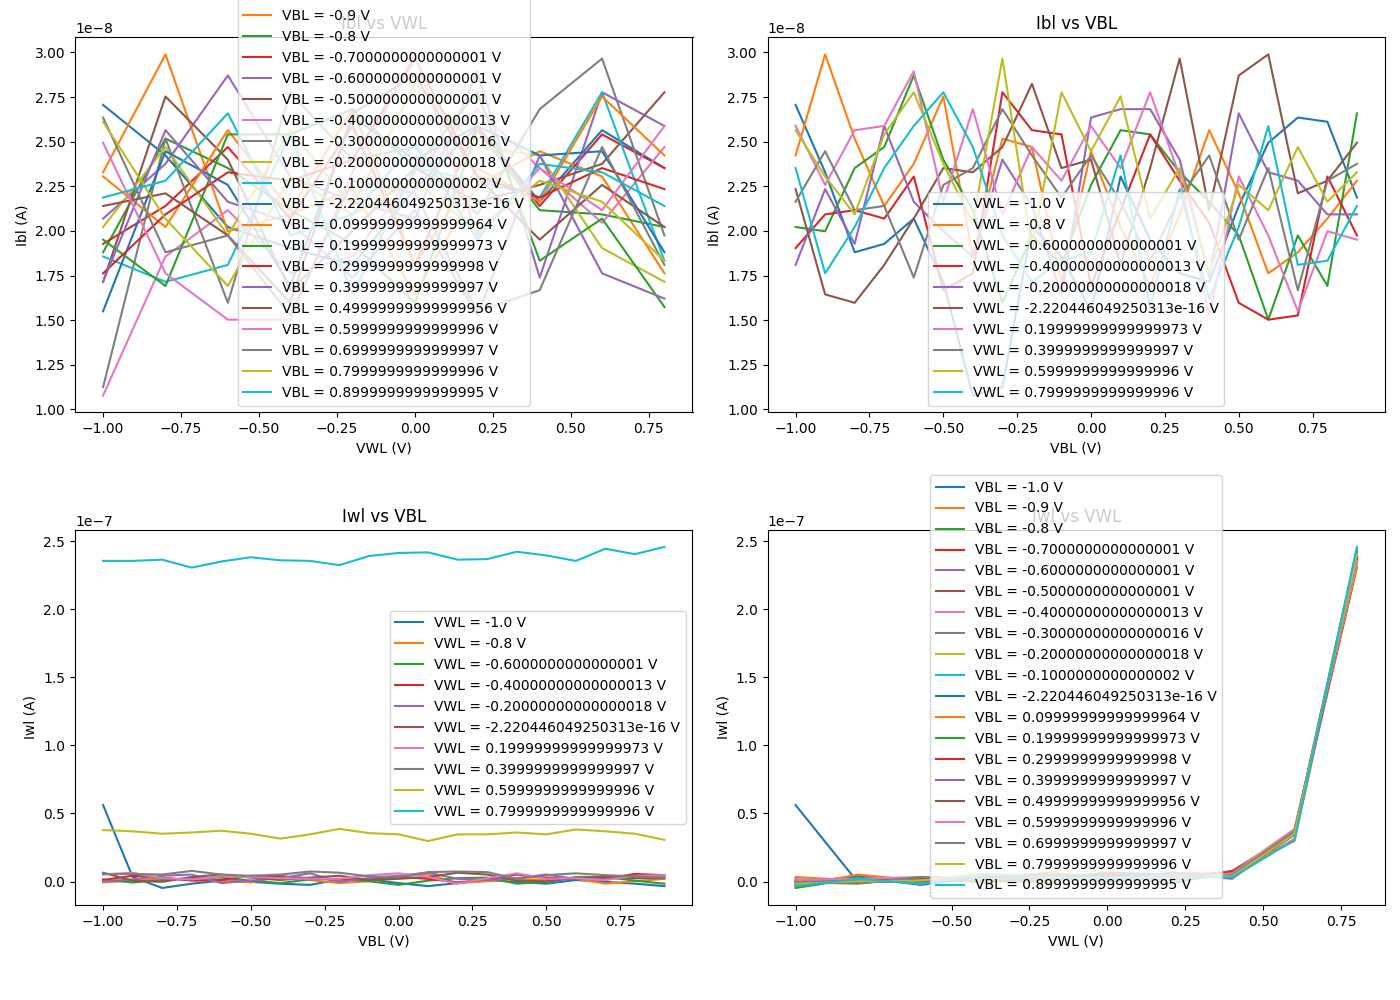 Ibl vs VWL
1e−8
Ibl (A)
3.00
2.75
2.50
2.25
2.00
1.75
1.50
1.25
1.00
VBL = -0.9 V
VBL = -0.8 V
VBL = -0.7000000000000001 V
VBL = -0.6000000000000001 V
VBL = -0.5000000000000001 V
VBL = -0.40000000000000013 V
VBL = -0.30000000000000016 V
VBL = -0.20000000000000018 V
VBL = -0.1000000000000002 V
VBL = -2.220446049250313e-16 V
VBL = 0.09999999999999964 V
VBL = 0.19999999999999973 V
VBL = 0.2999999999999998 V
VBL = 0.3999999999999997 V
VBL = 0.49999999999999956 V
VBL = 0.5999999999999996 V
VBL = 0.6999999999999997 V
VBL = 0.7999999999999996 V
VBL = 0.8999999999999995 V
−1.00 −0.75 −0.50 −0.25 0.00 0.25 0.50 0.75
VWL (V)
Ibl vs VBL
1e−8
Ibl (A)
3.00
2.75
2.50
2.25
2.00
1.75
1.50
1.25
1.00
VWL = -1.0 V
VWL = -0.8 V
VWL = -0.6000000000000001 V
VWL = -0.40000000000000013 V
VWL = -0.20000000000000018 V
VWL = -2.220446049250313e-16 V
VWL = 0.19999999999999973 V
VWL = 0.3999999999999997 V
VWL = 0.5999999999999996 V
VWL = 0.7999999999999996 V
−1.00 −0.75 −0.50 −0.25 0.00 0.25 0.50 0.75
VBL (V)
Iwl vs VBL
1e−7
Iwl (A)
2.5
2.0
1.5
1.0
0.5
0.0
VWL = -1.0 V
VWL = -0.8 V
VWL = -0.6000000000000001 V
VWL = -0.40000000000000013 V
VWL = -0.20000000000000018 V
VWL = -2.220446049250313e-16 V
VWL = 0.19999999999999973 V
VWL = 0.3999999999999997 V
VWL = 0.5999999999999996 V
VWL = 0.7999999999999996 V
−1.00 −0.75 −0.50 −0.25 0.00 0.25 0.50 0.75
VBL (V)
Iwl vs VWL
1e−7
Iwl (A)
2.5
2.0
1.5
1.0
0.5
0.0
VBL = -1.0 V
VBL = -0.9 V
VBL = -0.8 V
VBL = -0.7000000000000001 V
VBL = -0.6000000000000001 V
VBL = -0.5000000000000001 V
VBL = -0.40000000000000013 V
VBL = -0.30000000000000016 V
VBL = -0.20000000000000018 V
VBL = -0.1000000000000002 V
VBL = -2.220446049250313e-16 V
VBL = 0.09999999999999964 V
VBL = 0.19999999999999973 V
VBL = 0.2999999999999998 V
VBL = 0.3999999999999997 V
VBL = 0.49999999999999956 V
VBL = 0.5999999999999996 V
VBL = 0.6999999999999997 V
VBL = 0.7999999999999996 V
VBL = 0.8999999999999995 V
−1.00 −0.75 −0.50 −0.25 0.00 0.25 0.50 0.75
VWL (V)